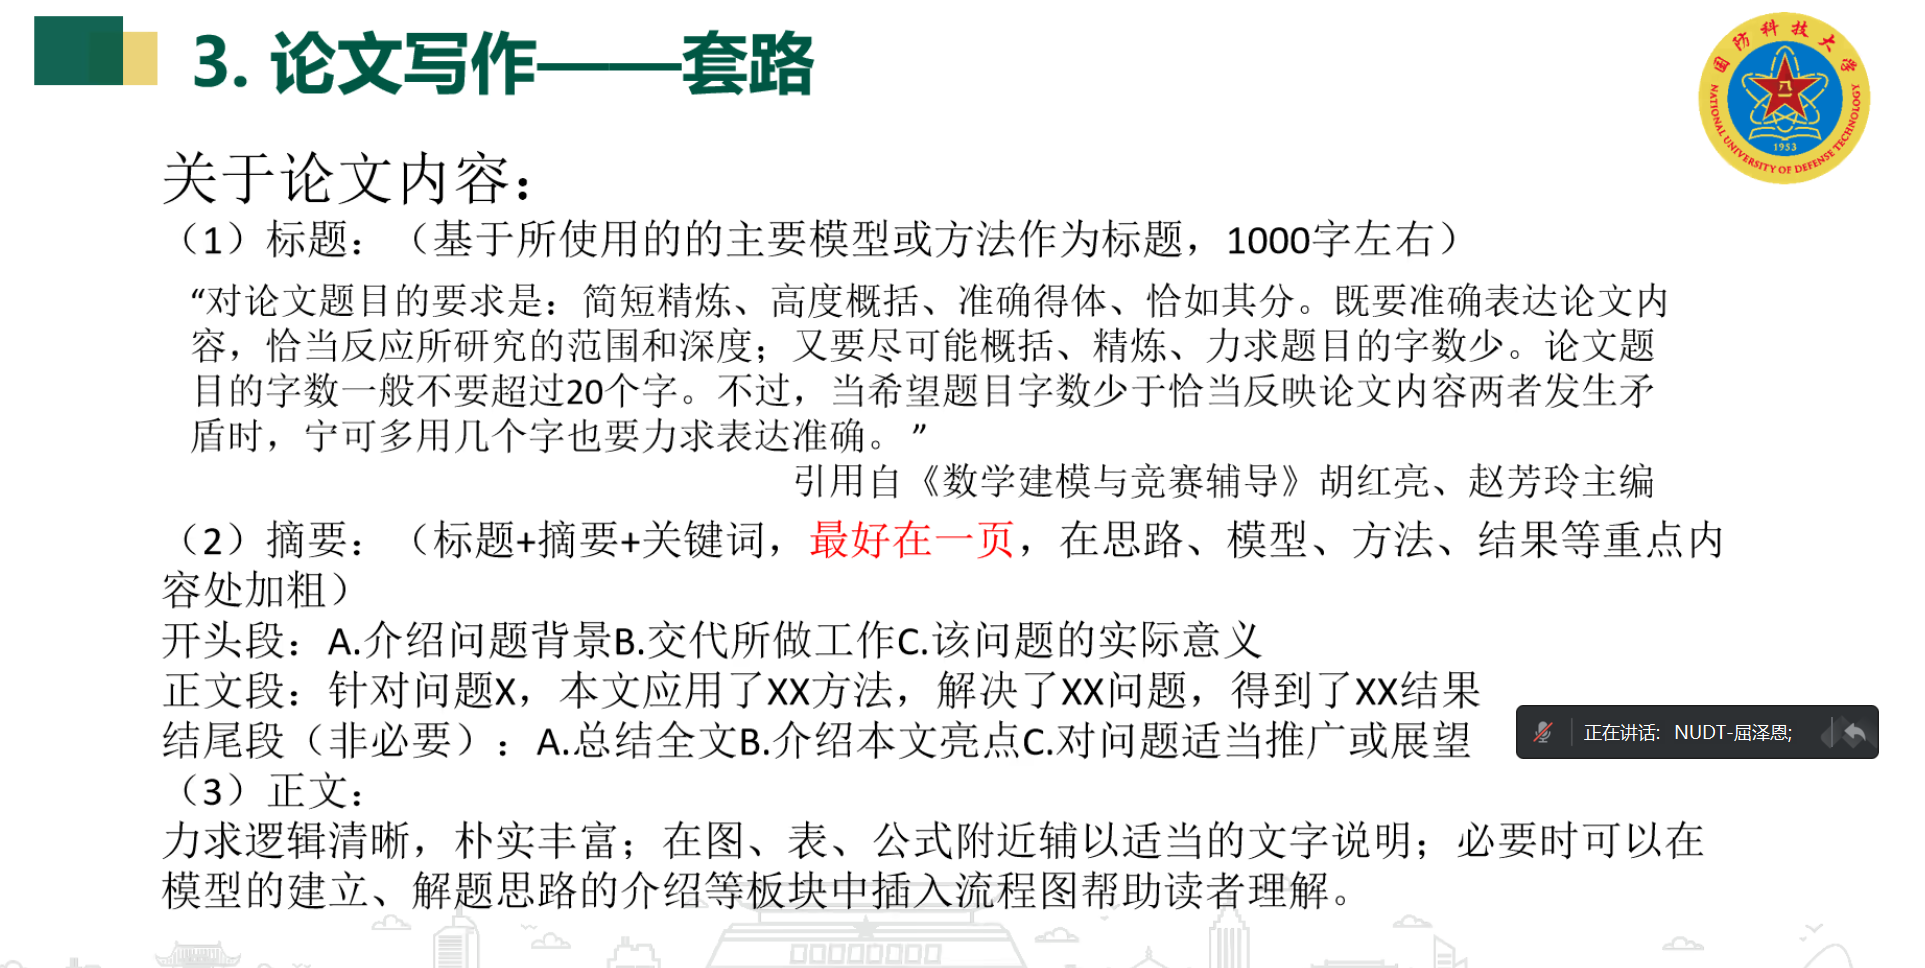 3. 论文写作——套路
国防科技大学
NATIONAL UNIVERSITY OF DEFENSE TECHNOLOGY
八一
1953
关于论文内容：
（1）标题：（基于所使用的的主要模型或方法作为标题，1000字左右）
“对论文题目的要求是：简短精炼、高度概括、准确得体、恰如其分。既要准确表达论文内
容，恰当反应所研究的范围和深度；又要尽可能概括、精炼、力求题目的字数少。论文题
目的字数一般不要超过20个字。不过，当希望题目字数少于恰当反映论文内容两者发生矛
盾时，宁可多用几个字也要力求表达准确。”
引用自《数学建模与竞赛辅导》胡红亮、赵芳玲主编
（2）摘要：（标题+摘要+关键词，最好在一页，在思路、模型、方法、结果等重点内
容处加粗）
开头段：A.介绍问题背景B.交代所做工作C.该问题的实际意义
正文段：针对问题X，本文应用了XX方法，解决了XX问题，得到了XX结果
结尾段（非必要）：A.总结全文B.介绍本文亮点C.对问题适当推广或展望
正在讲话: NUDT-屈泽恩;
（3）正文：
力求逻辑清晰，朴实丰富；在图、表、公式附近辅以适当的文字说明；必要时可以在
模型的建立、解题思路的介绍等板块中插入流程图帮助读者理解。